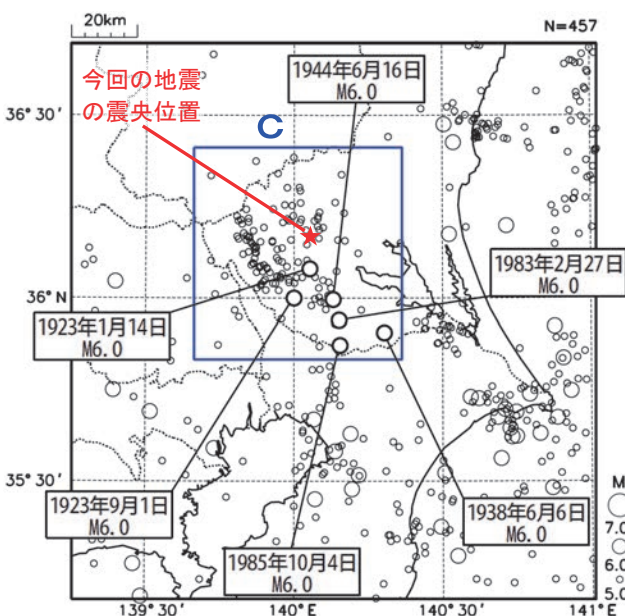 20km
N=457
今回の地震
の震央位置
1944年6月16日
M6.0
36°30′
C
1983年2月27日
M6.0
36°N
1923年1月14日
M6.0
35°30′
1923年9月1日
M6.0
1938年6月6日
M6.0
1985年10月4日
M6.0
M
7.0
6.0
5.0
139°30′
140°E
140°30′
141°E